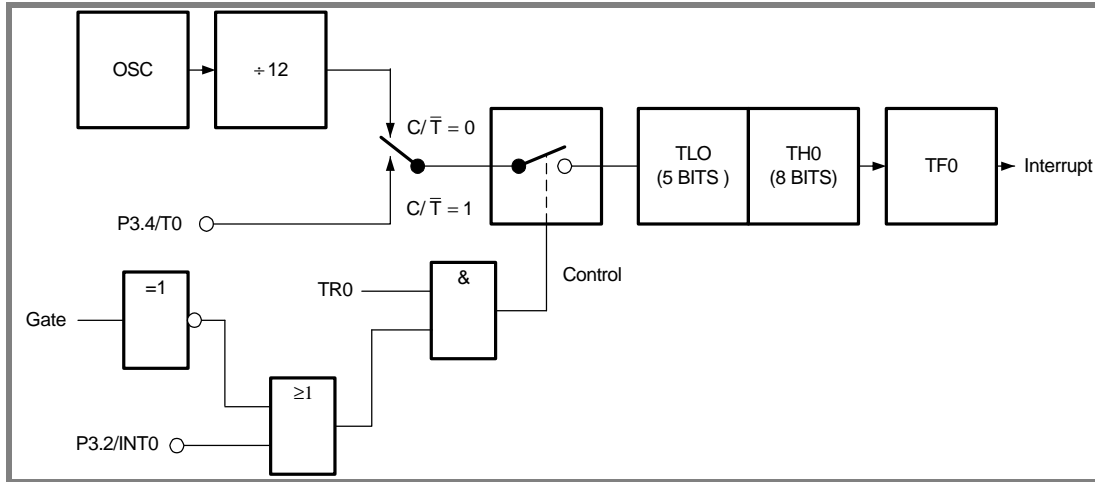 OSC
÷ 12
C/T̅ = 0
C/T̅ = 1
P3.4/T0
TLO
(5 BITS )
TH0
(8 BITS)
TF0
Interrupt
Control
TR0
&
=1
Gate
≥1
P3.2/INT0